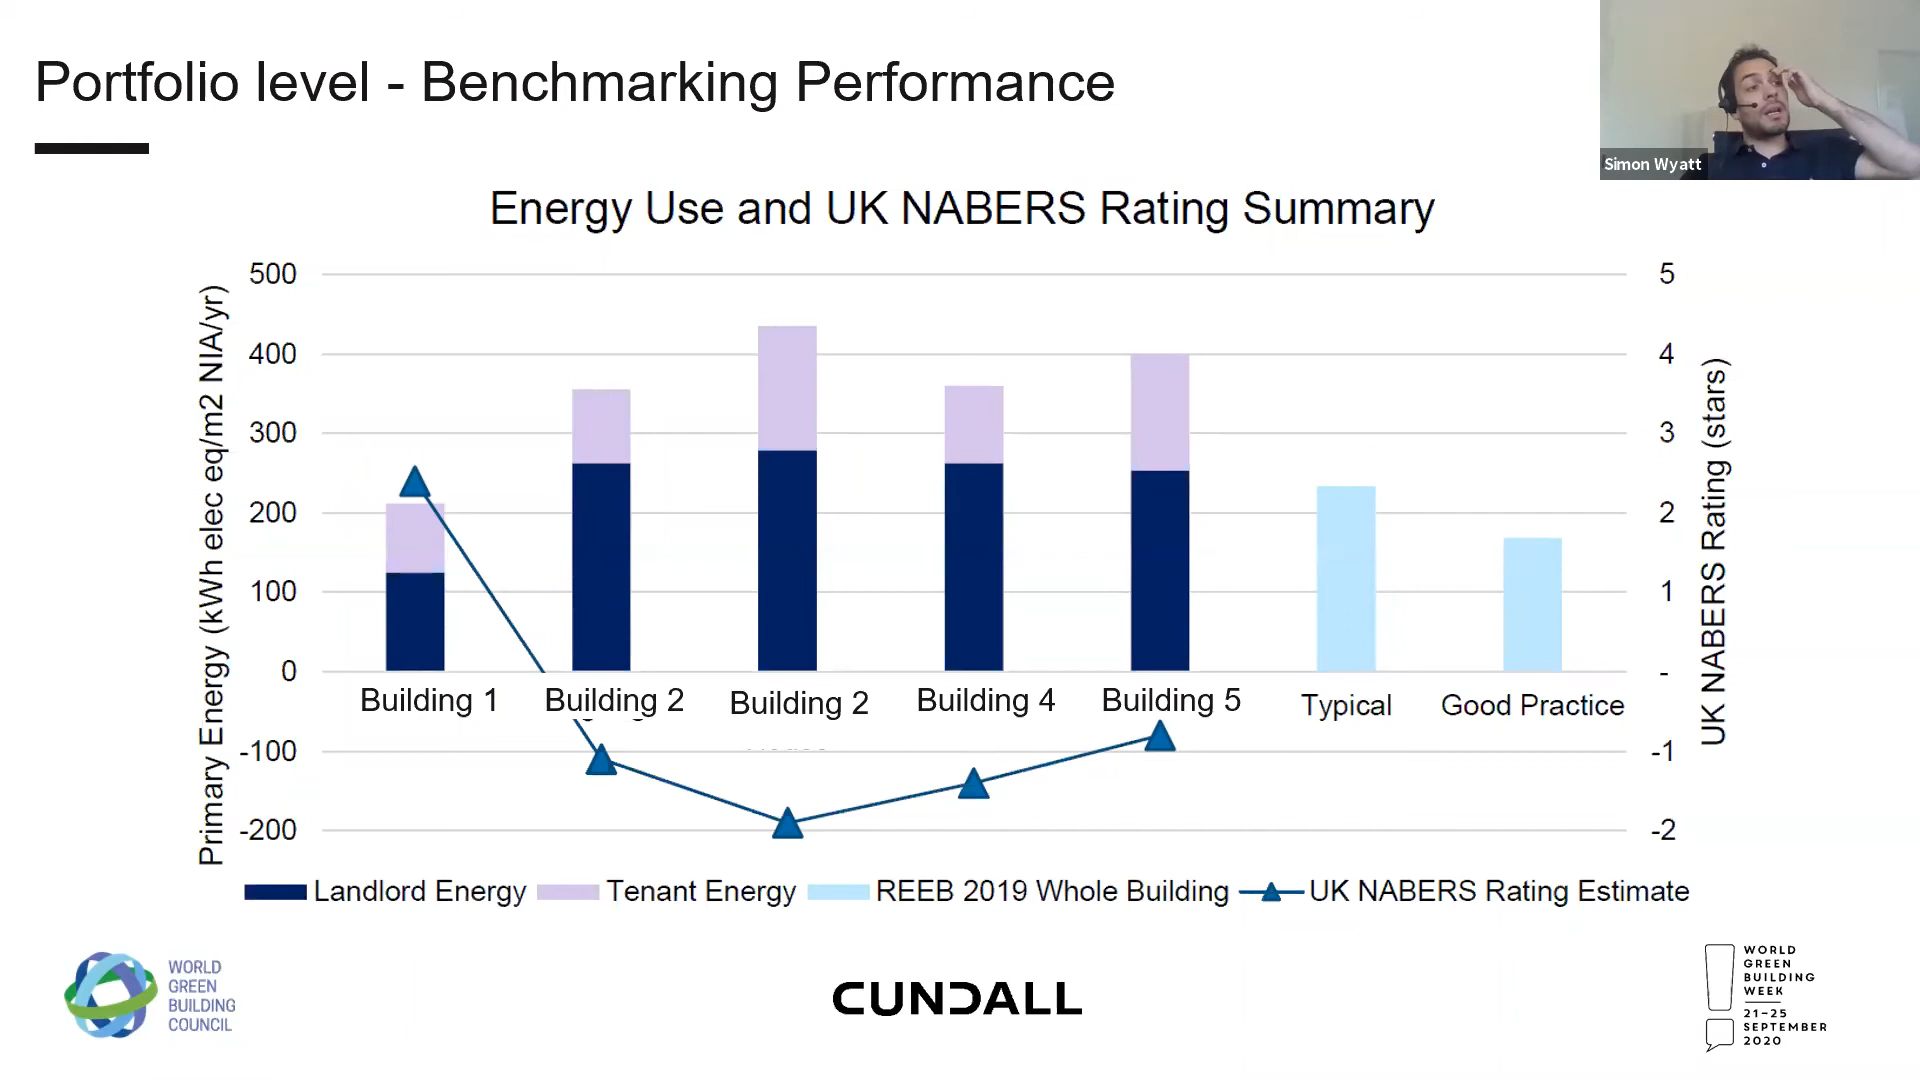 Portfolio level - Benchmarking Performance
Simon Wyatt
Energy Use and UK NABERS Rating Summary
Primary Energy (kWh elec eq/m2 NIA/yr)
500
400
300
200
100
0
-100
-200
5
4
3
2
1
-
-1
-2
UK NABERS Rating (stars)
Building 1
Building 2
Building 2
Building 4
Building 5
Typical
Good Practice
Landlord Energy
Tenant Energy
REEB 2019 Whole Building
UK NABERS Rating Estimate
WORLD
GREEN
BUILDING
COUNCIL
CUNDALL
WORLD
GREEN
BUILDING
WEEK
21–25
SEPTEMBER
2020